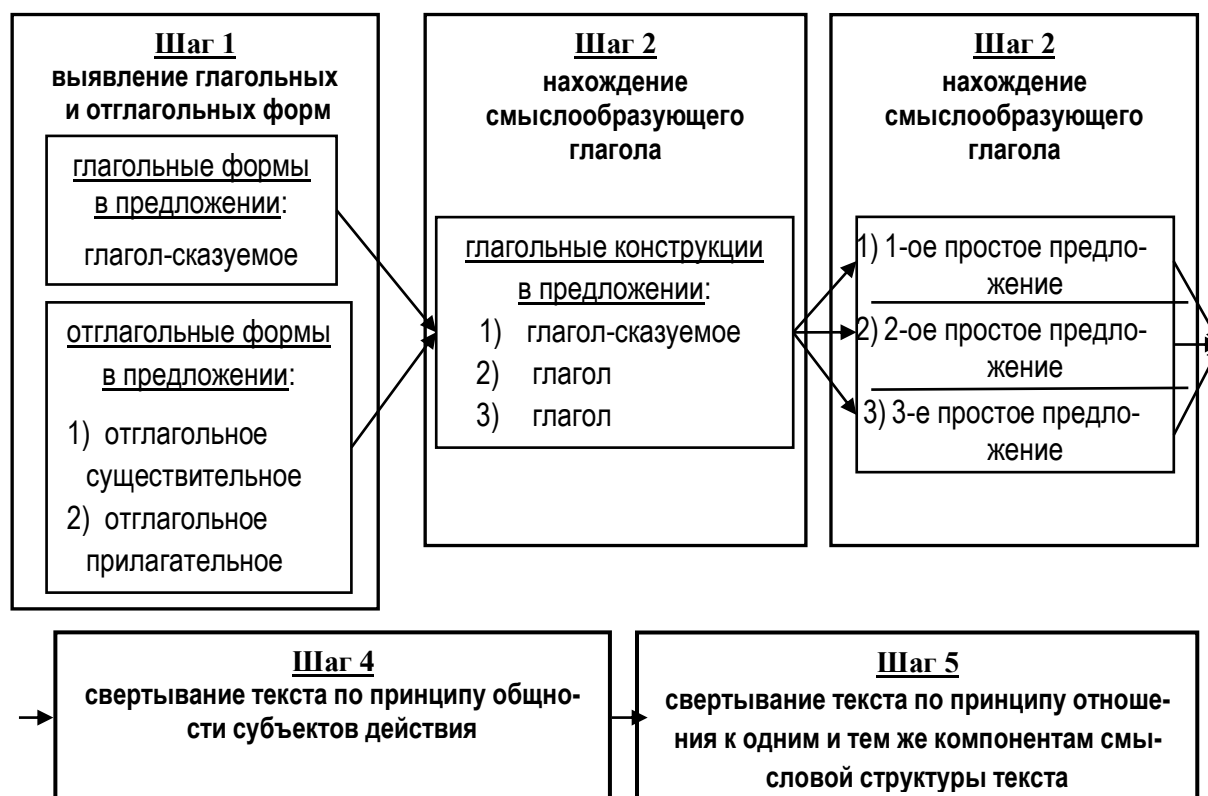 Шаг 1
выявление глагольных
и отглагольных форм
глагольные формы
в предложении:
глагол-сказуемое
отглагольные формы
в предложении:
1) отглагольное
существительное
2) отглагольное
прилагательное
Шаг 2
нахождение
смыслообразующего
глагола
глагольные конструкции
в предложении:
1) глагол-сказуемое
2) глагол
3) глагол
Шаг 2
нахождение
смыслообразующего
глагола
1) 1-ое простое предло-
жение
2) 2-ое простое предло-
жение
3) 3-е простое предло-
жение
Шаг 4
свертывание текста по принципу общно-
сти субъектов действия
Шаг 5
свертывание текста по принципу отноше-
ния к одним и тем же компонентам смы-
словой структуры текста